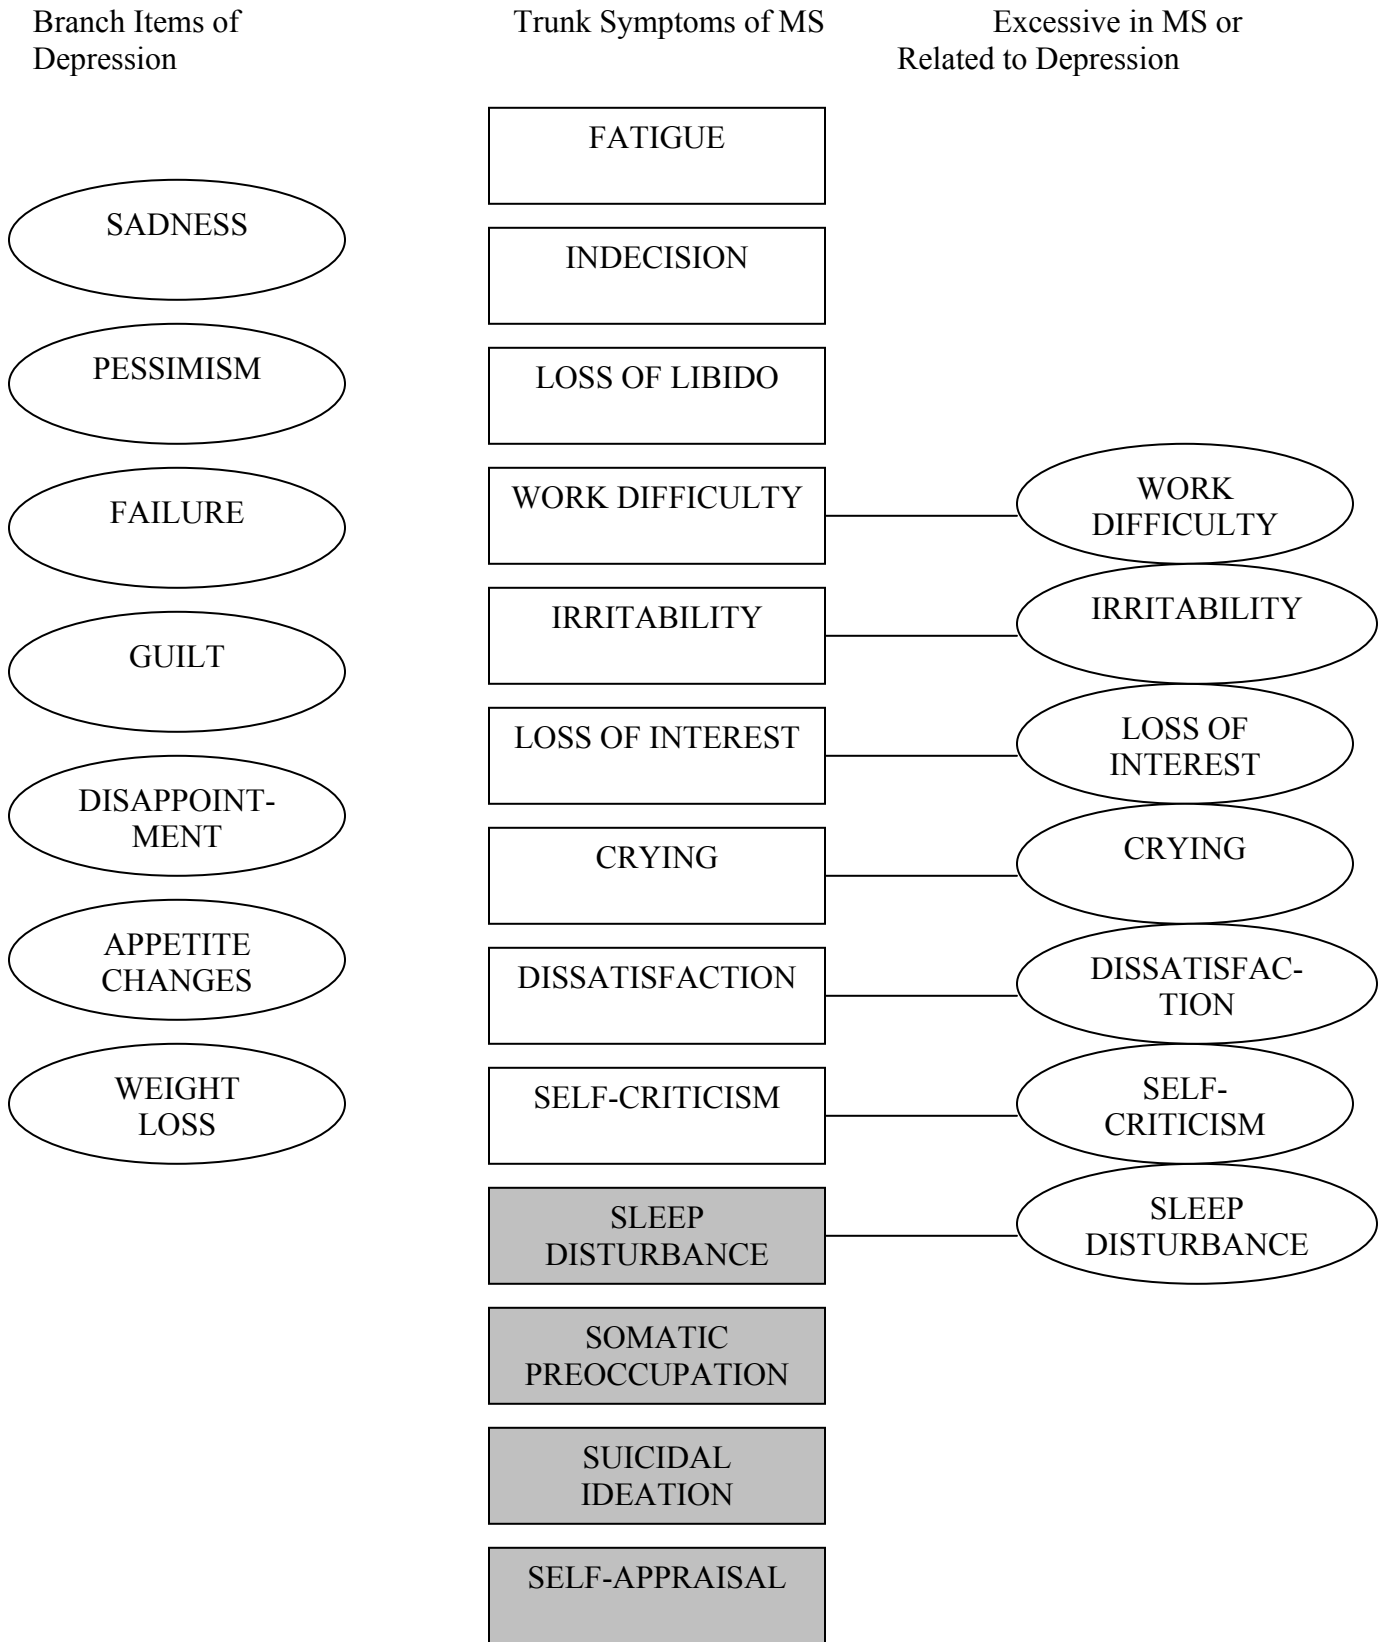 Branch Items of
Depression
Trunk Symptoms of MS
Excessive in MS or
Related to Depression
SADNESS
PESSIMISM
FAILURE
GUILT
DISAPPOINT-
MENT
APPETITE
CHANGES
WEIGHT
LOSS
FATIGUE
INDECISION
LOSS OF LIBIDO
WORK DIFFICULTY
IRRITABILITY
LOSS OF INTEREST
CRYING
DISSATISFACTION
SELF-CRITICISM
SLEEP
DISTURBANCE
SOMATIC
PREOCCUPATION
SUICIDAL
IDEATION
SELF-APPRAISAL
WORK
DIFFICULTY
IRRITABILITY
LOSS OF
INTEREST
CRYING
DISSATISFAC-
TION
SELF-
CRITICISM
SLEEP
DISTURBANCE